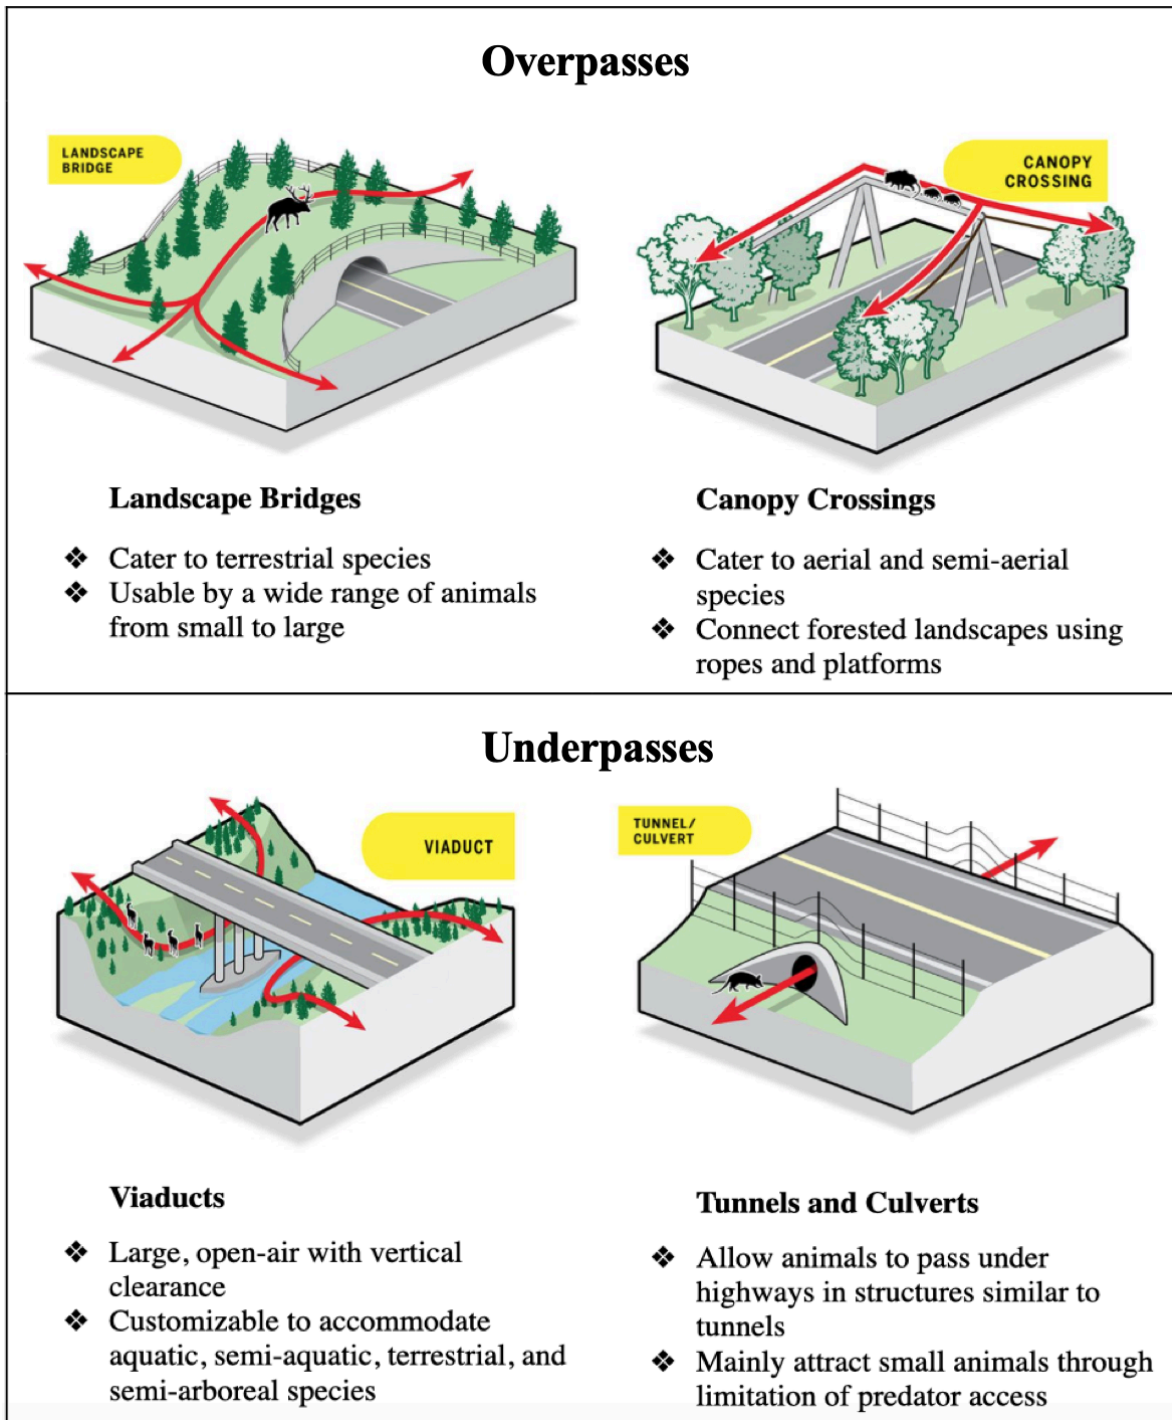 Overpasses
LANDSCAPE
BRIDGE
CANOPY
CROSSING
Landscape Bridges
❖ Cater to terrestrial species
❖ Usable by a wide range of animals
from small to large
Canopy Crossings
❖ Cater to aerial and semi-aerial
species
❖ Connect forested landscapes using
ropes and platforms
Underpasses
VIADUCT
TUNNEL/
CULVERT
Viaducts
❖ Large, open-air with vertical
clearance
❖ Customizable to accommodate
aquatic, semi-aquatic, terrestrial, and
semi-arboreal species
Tunnels and Culverts
❖ Allow animals to pass under
highways in structures similar to
tunnels
❖ Mainly attract small animals through
limitation of predator access